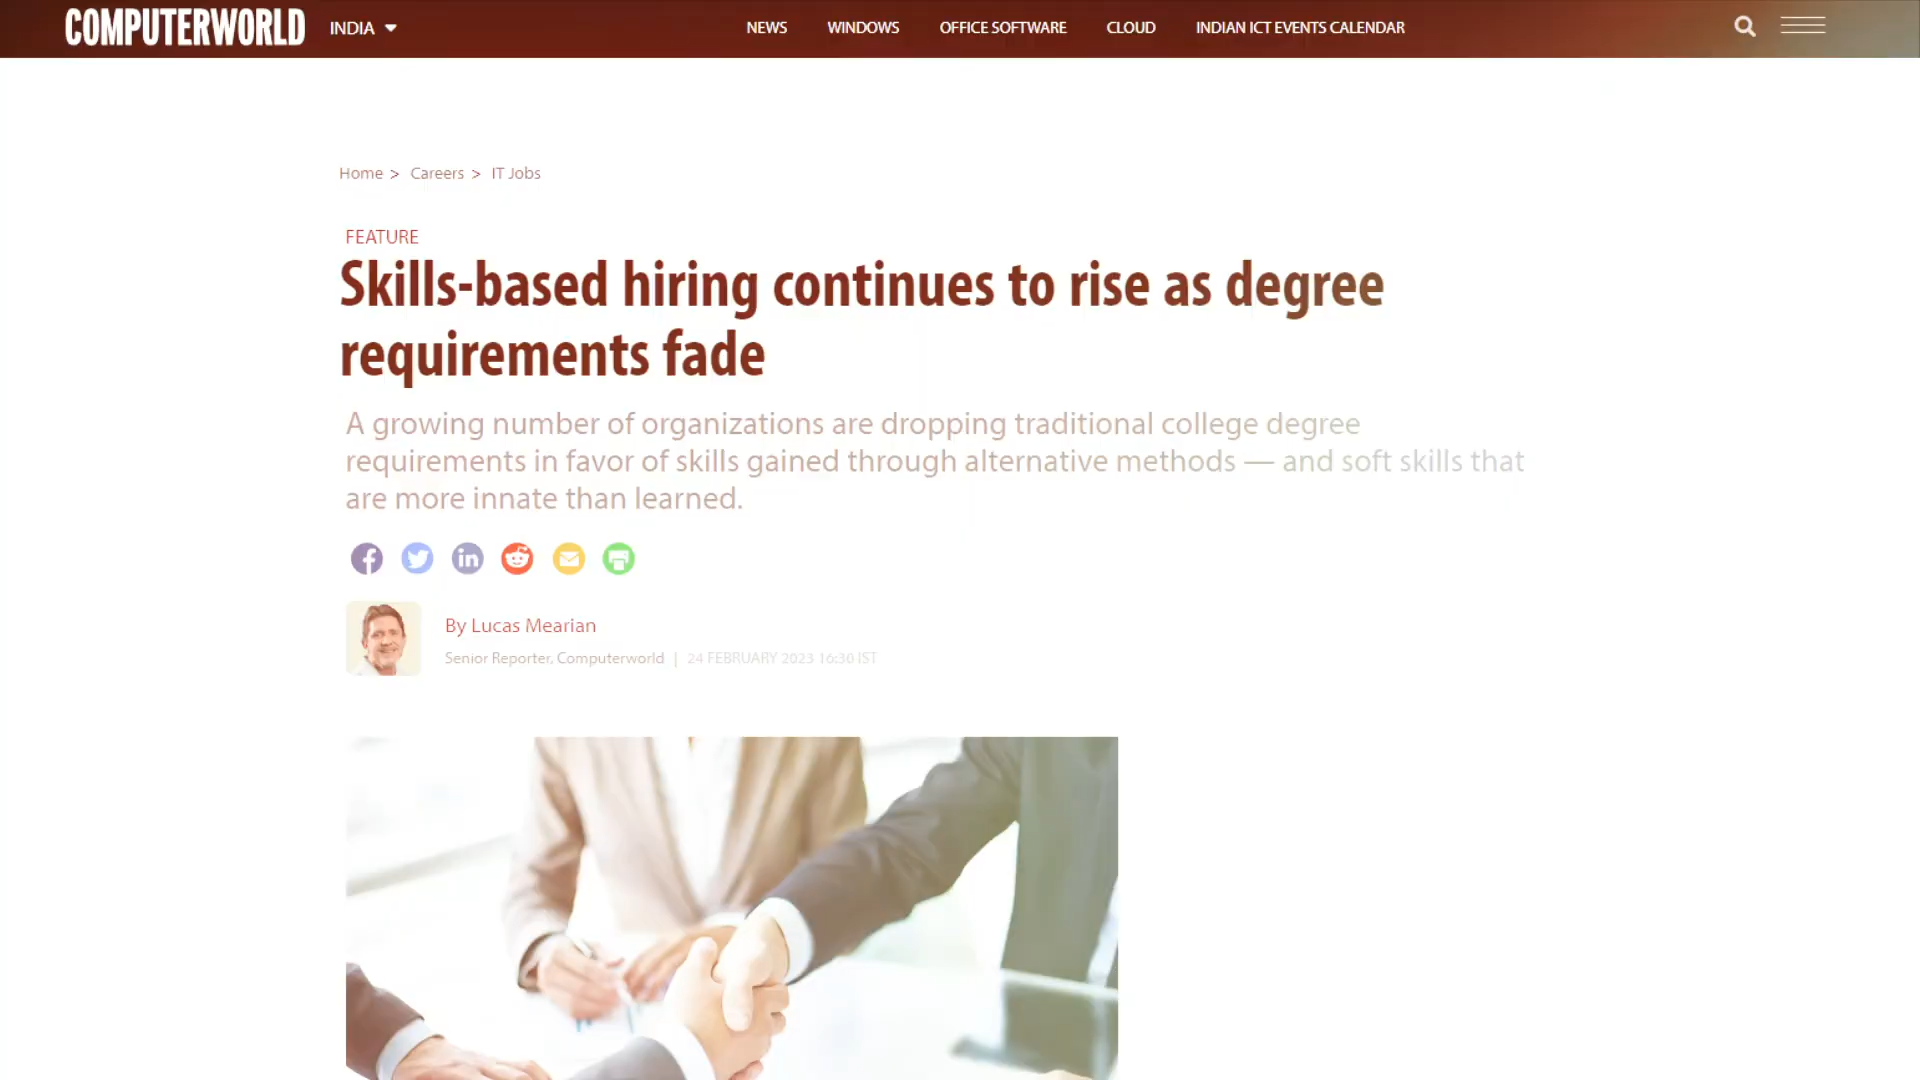 COMPUTERWORLD INDIA NEWS WINDOWS OFFICE SOFTWARE CLOUD INDIAN ICT EVENTS CALENDAR
Home > Careers > IT Jobs
FEATURE
Skills-based hiring continues to rise as degree
requirements fade
A growing number of organizations are dropping traditional college degree
requirements in favor of skills gained through alternative methods — and soft skills that
are more innate than learned.
By Lucas Mearian
Senior Reporter, Computerworld | 24 FEBRUARY 2023 16:30 IST